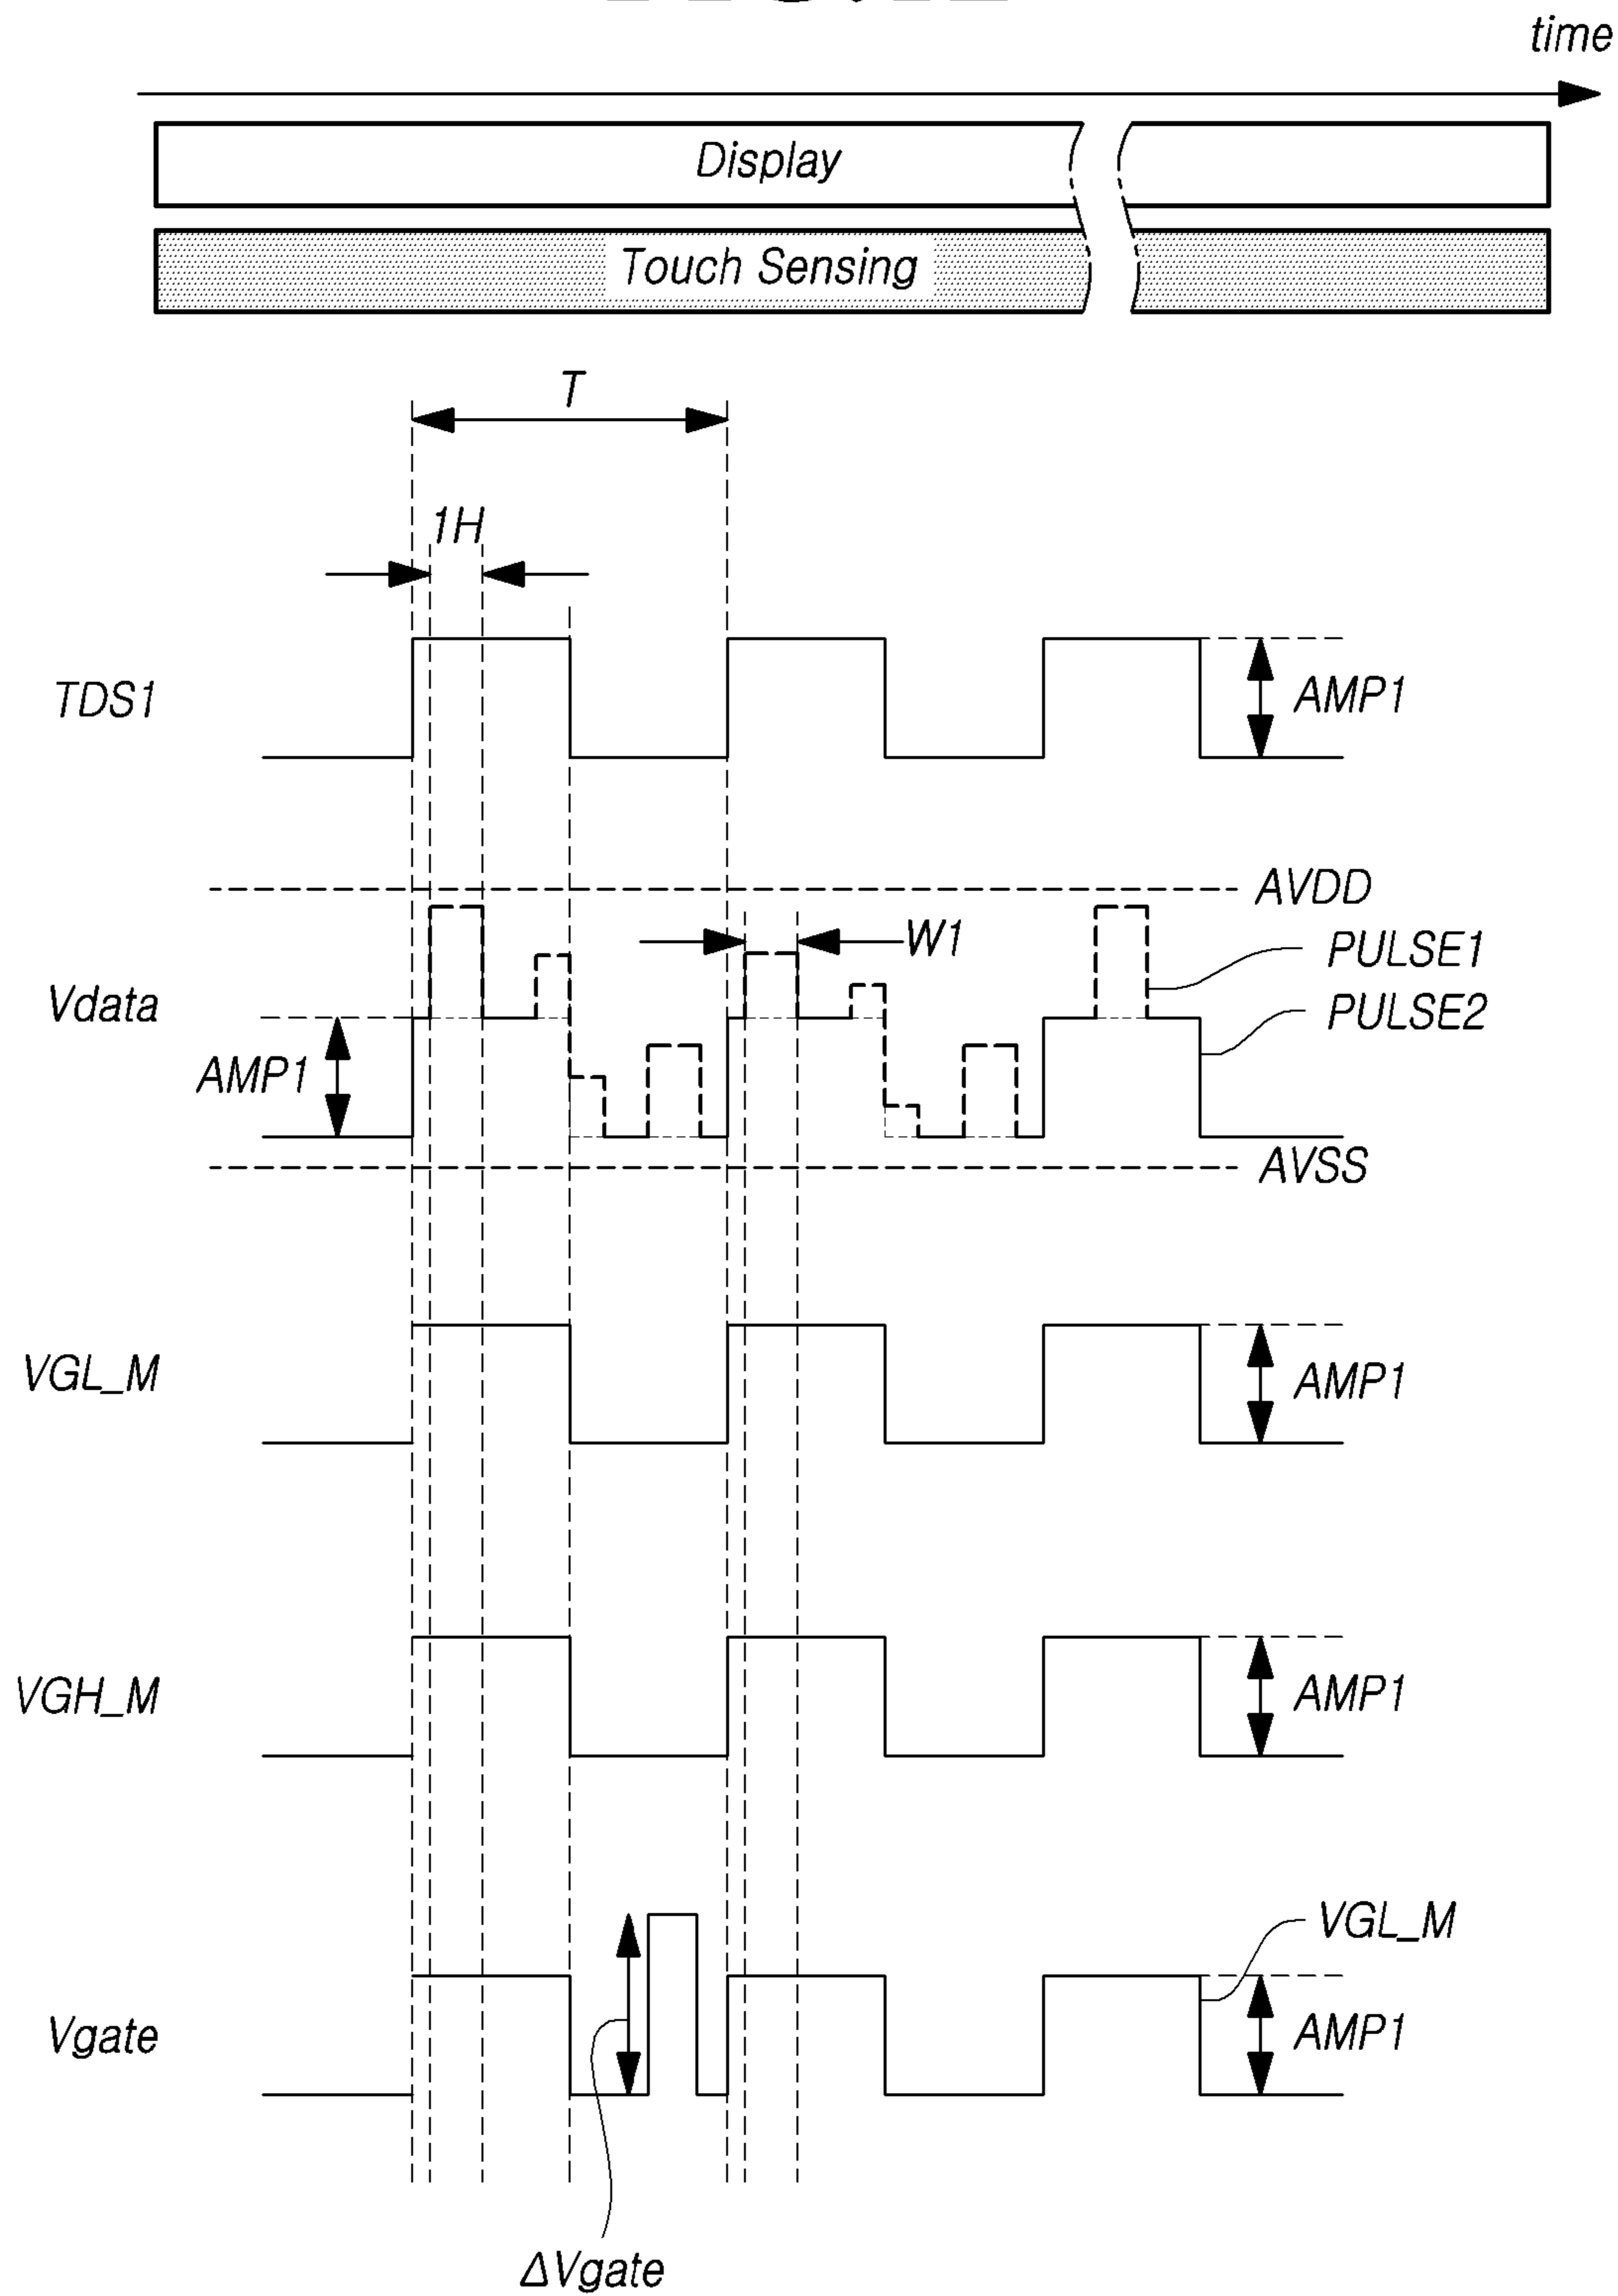 time
Display
Touch Sensing
T
1H
TDS1
AMP1
AVDD
W1
PULSE1
Vdata
PULSE2
AMP1
AVSS
VGL_M
AMP1
VGH_M
AMP1
VGL_M
Vgate
AMP1
ΔVgate